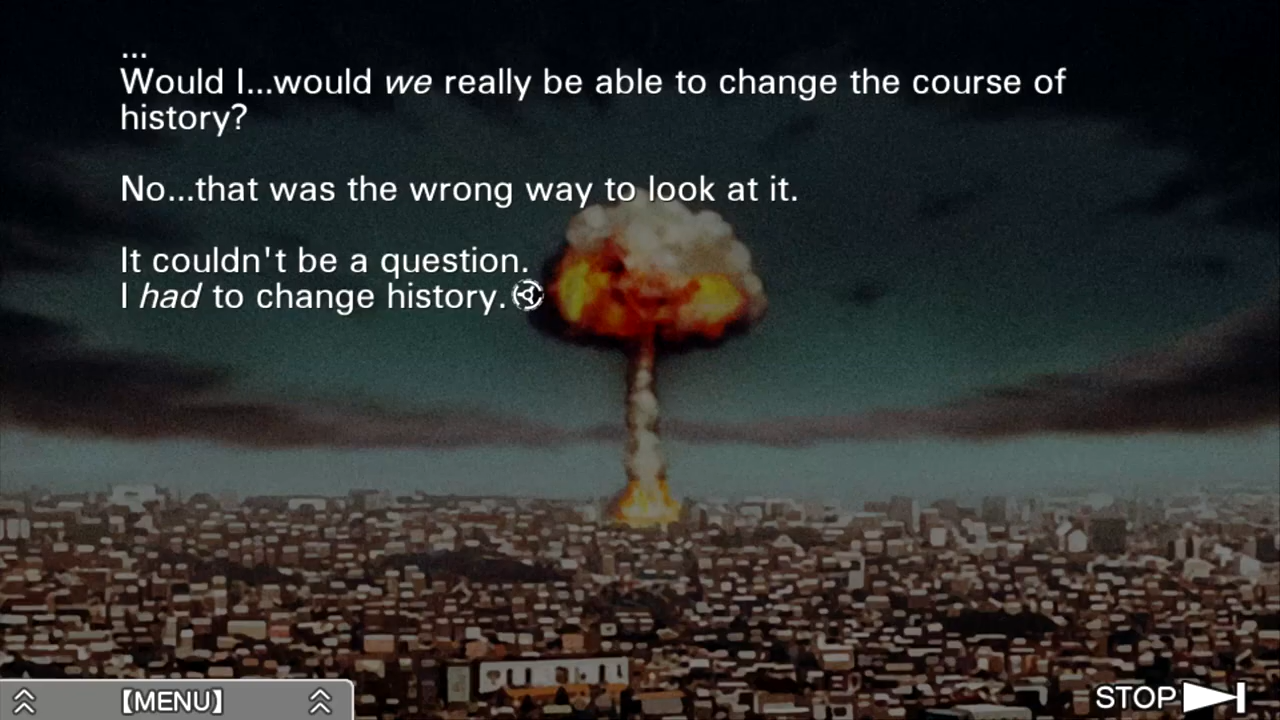 ...
Would I...would we really be able to change the course of
history?
No...that was the wrong way to look at it.
It couldn't be a question.
I had to change history.
【MENU】
STOP